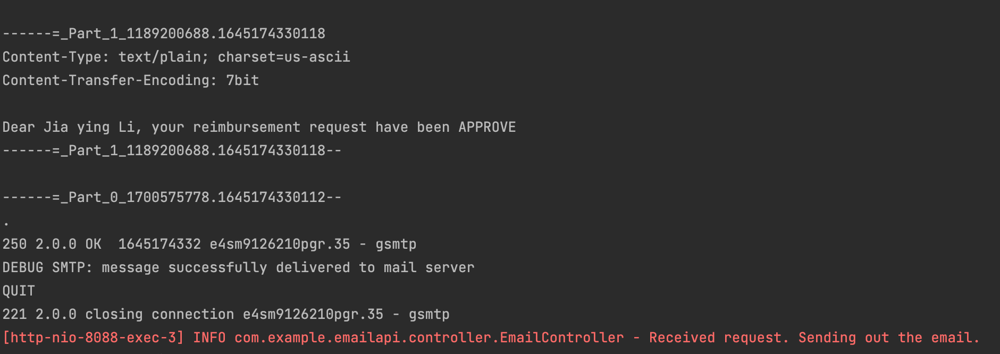 ------=_Part_1_1189200688.1645174330118
Content-Type: text/plain; charset=us-ascii
Content-Transfer-Encoding: 7bit
Dear Jia ying Li, your reimbursement request have been APPROVE
------=_Part_1_1189200688.1645174330118--
------=_Part_0_1700575778.1645174330112--
.
250 2.0.0 OK  1645174332 e4sm9126210pgr.35 - gsmtp
DEBUG SMTP: message successfully delivered to mail server
QUIT
221 2.0.0 closing connection e4sm9126210pgr.35 - gsmtp
[http-nio-8088-exec-3] INFO com.example.emailapi.controller.EmailController - Received request. Sending out the email.